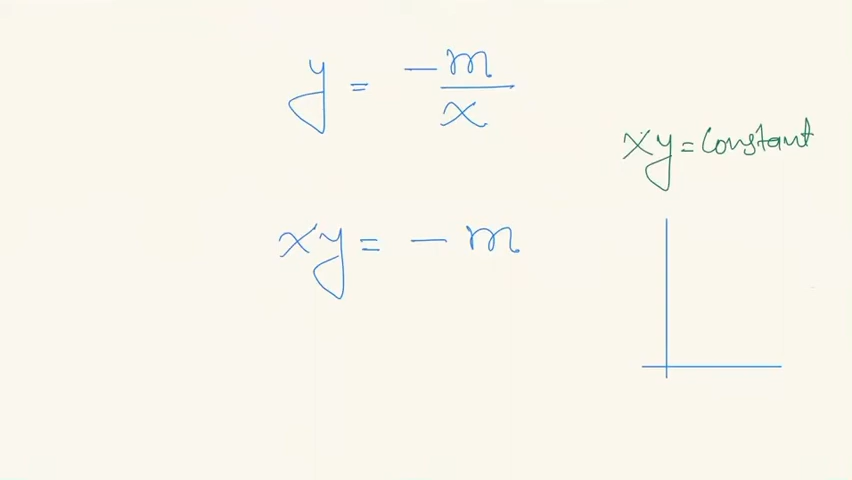 y = -m/x
xy = constant
xy = - m